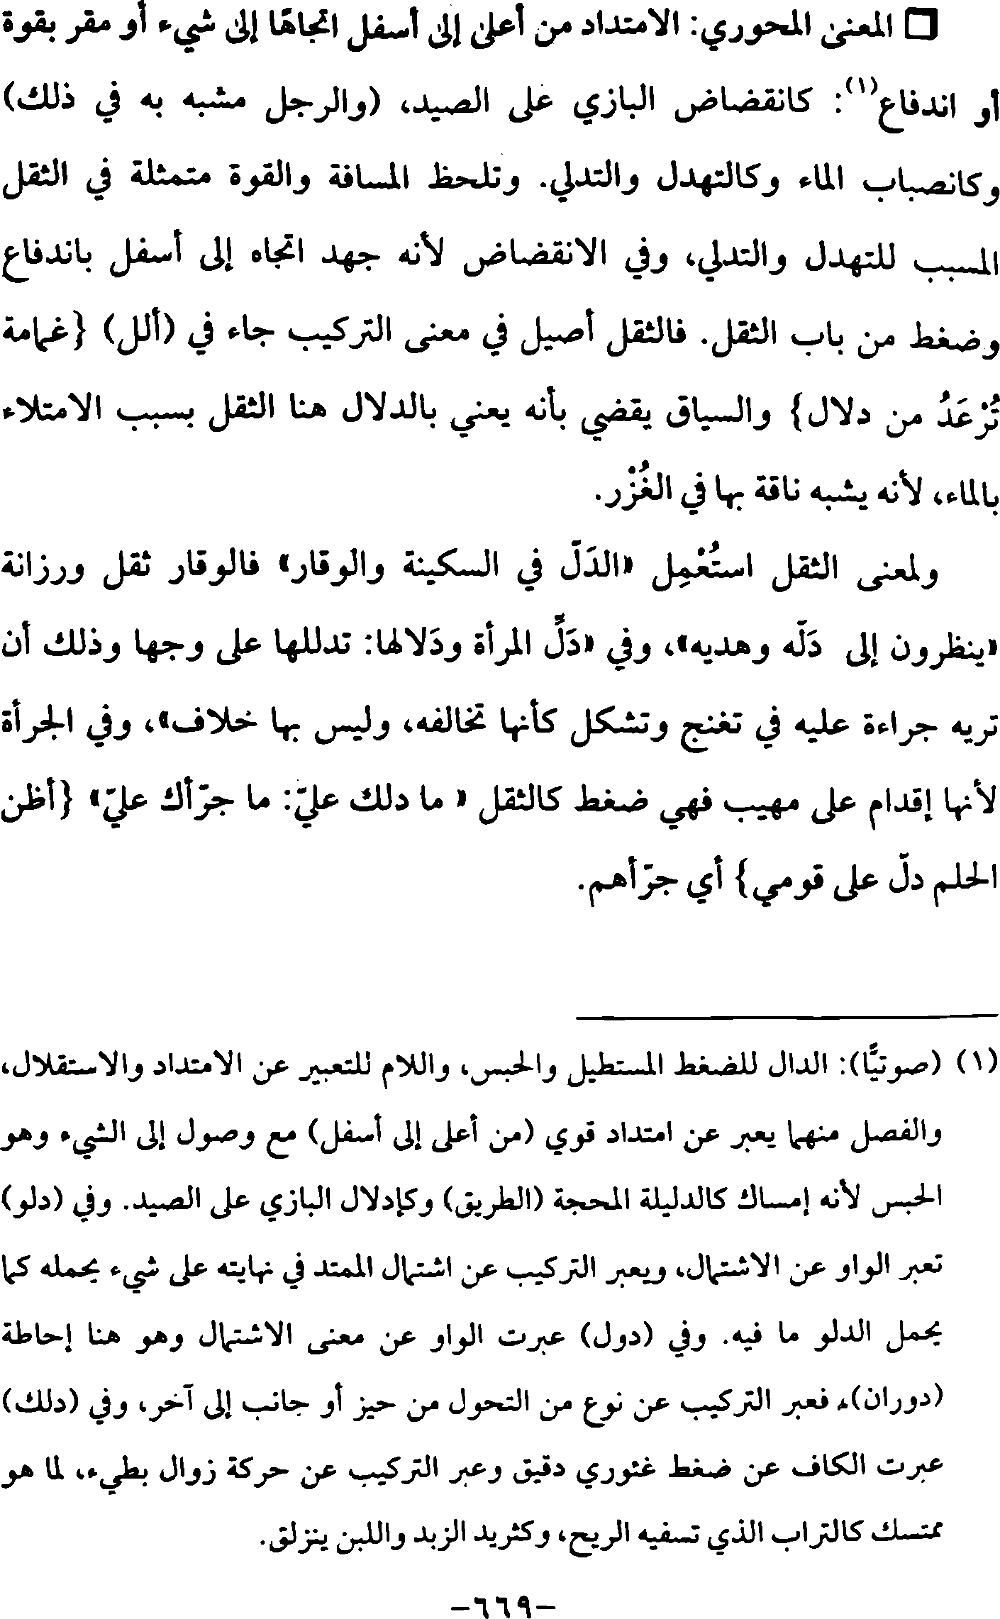 ❒ المعنى المحوري: الامتداد من أعلى إلى أسفل اتجاهًا إلى شيء أو مقر بقوة
أو اندفاع(١): كانقضاض البازي على الصيد، (والرجل مشبه به في ذلك)
وكانصباب الماء وكالتهدل والتدلي. وتلحظ المسافة والقوة متمثلة في الثقل
المسبب للتهدل والتدلي، وفي الانقضاض لأنه جهد اتجاه إلى أسفل باندفاع
وضغط من باب الثقل. فالثقل أصيل في معنى التركيب جاء في (ألل) {غمامة
تُرْعَدُ من دلال} والسياق يقضي بأنه يعني بالدلال هنا الثقل بسبب الامتلاء
بالماء، لأنه يشبه ناقة بها في الغُزْر.
ولمعنى الثقل استُعْمِل «الدَلّ في السكينة والوقار» فالوقار ثقل ورزانة
«ينظرون إلى دَلّه وهديه»، وفي «دَلِّ المرأة ودَلالها: تدللها على وجها وذلك أن
تريه جراءة عليه في تغنج وتشكل كأنها تخالفه، وليس بها خلاف»، وفي الجرأة
لأنها إقدام على مهيب فهي ضغط كالثقل « ما دلك عليّ: ما جرّأك عليّ» {أظن
الحلم دلّ على قومي} أي جرّأهم.
(١) (صوتيًّا): الدال للضغط المستطيل والحبس، واللام للتعبير عن الامتداد والاستقلال،
والفصل منهما يعبر عن امتداد قوي (من أعلى إلى أسفل) مع وصول إلى الشيء وهو
الحبس لأنه إمساك كالدليلة المحجة (الطريق) وكإدلال البازي على الصيد. وفي (دلو)
تعبر الواو عن الاشتمال، ويعبر التركيب عن اشتمال الممتد في نهايته على شيء يحمله كما
يحمل الدلو ما فيه. وفي (دول) عبرت الواو عن معنى الاشتمال وهو هنا إحاطة
(دوران)، فعبر التركيب عن نوع من التحول من حيز أو جانب إلى آخر، وفي (دلك)
عبرت الكاف عن ضغط غئوري دقيق وعبر التركيب عن حركة زوال بطيء، لما هو
ممتسك كالتراب الذي تسفيه الريح، وكثريد الزبد واللبن ينزلق.
–٦٦٩–